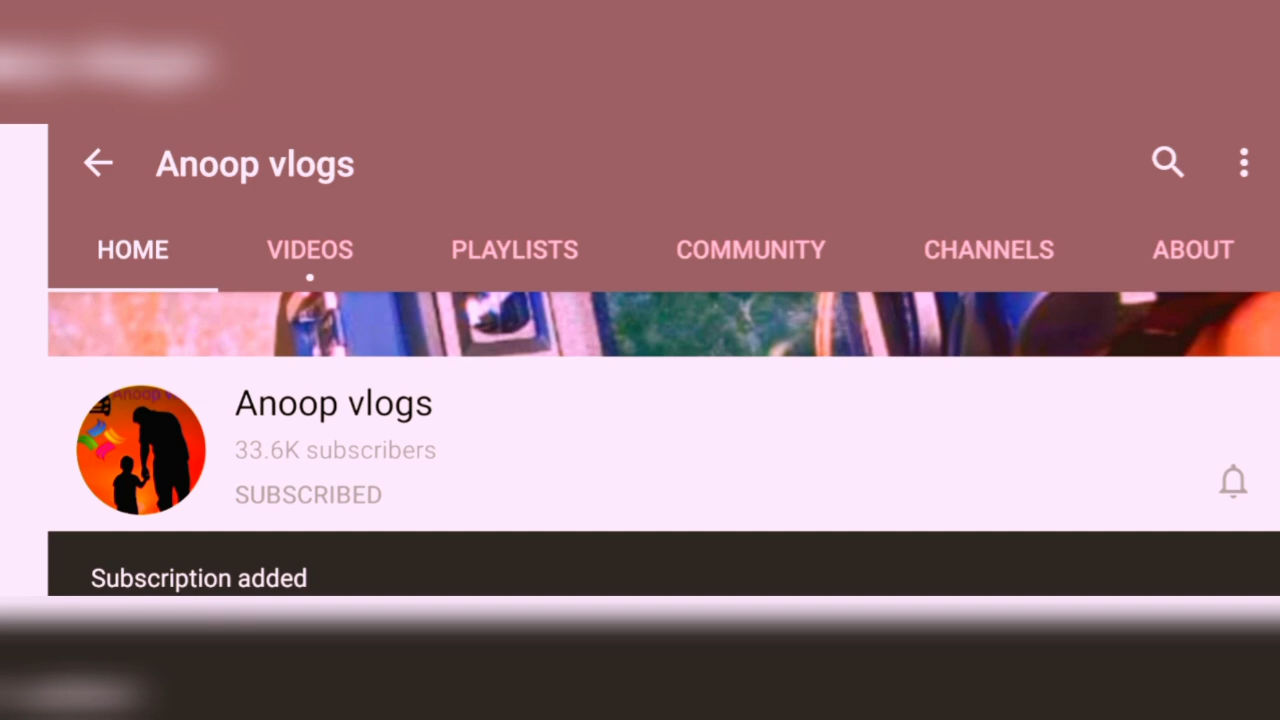 Anoop vlogs
HOME VIDEOS PLAYLISTS COMMUNITY CHANNELS ABOUT
Anoop vlogs
33.6K subscribers
SUBSCRIBED
Subscription added